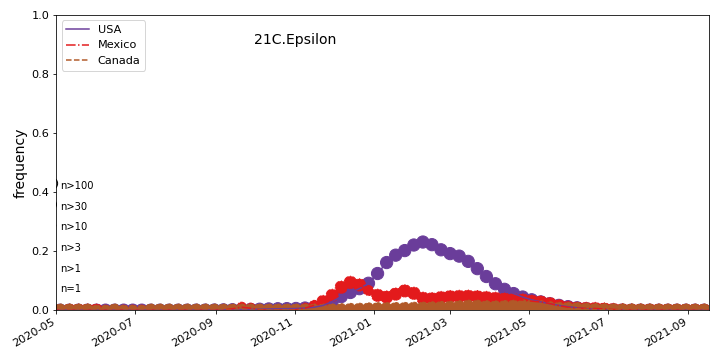 21C.Epsilon
USA
Mexico
Canada
frequency
1.0
0.8
0.6
0.4
0.2
0.0
n>100
n>30
n>10
n>3
n>1
n=1
2020-05
2020-07
2020-09
2020-11
2021-01
2021-03
2021-05
2021-07
2021-09